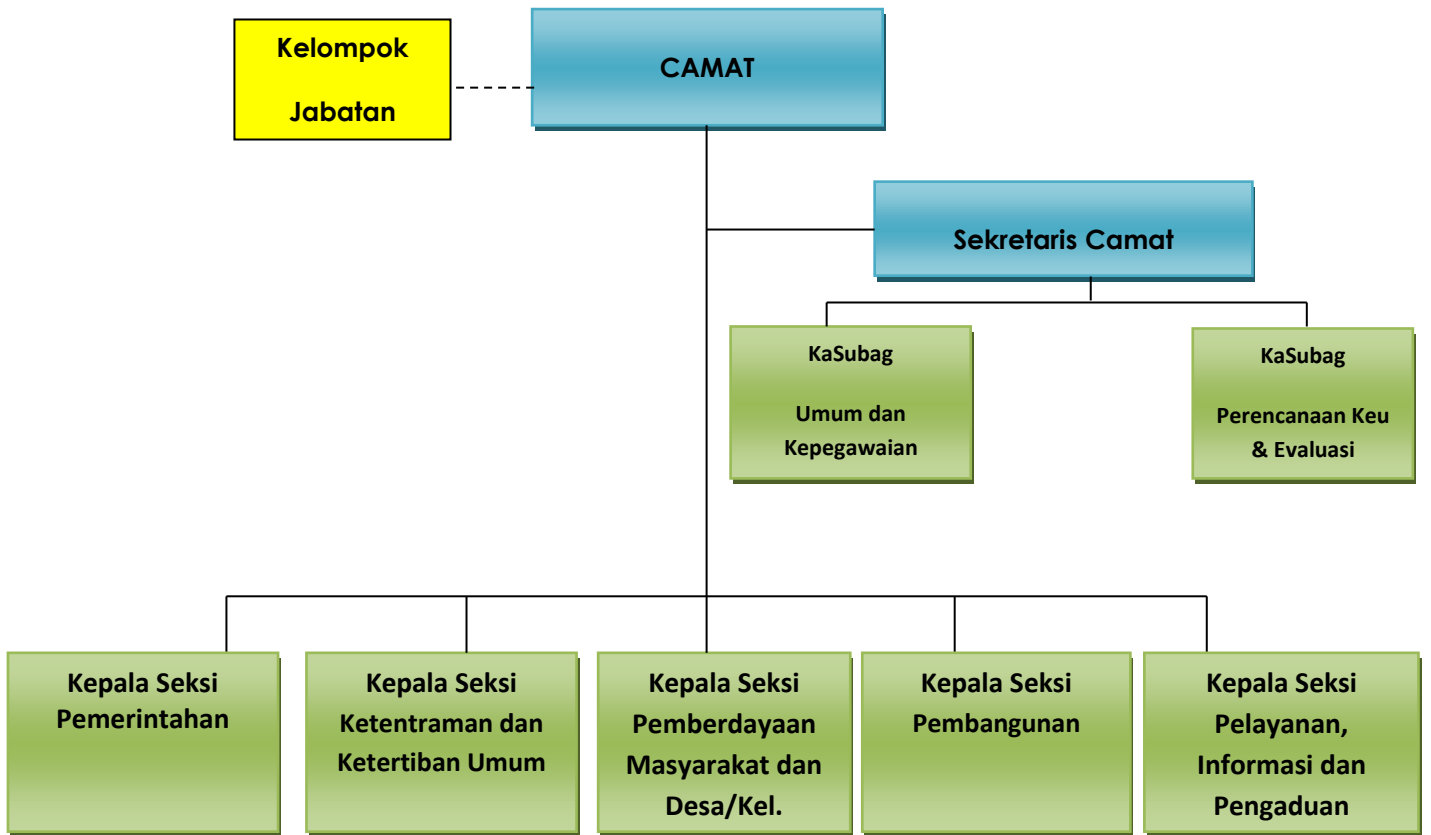 Kelompok
Jabatan
CAMAT
Sekretaris Camat
KaSubag
Umum dan
Kepegawaian
KaSubag
Perencanaan Keu
& Evaluasi
Kepala Seksi
Pemerintahan
Kepala Seksi
Ketentraman dan
Ketertiban Umum
Kepala Seksi
Pemberdayaan
Masyarakat dan
Desa/Kel.
Kepala Seksi
Pembangunan
Kepala Seksi
Pelayanan,
Informasi dan
Pengaduan